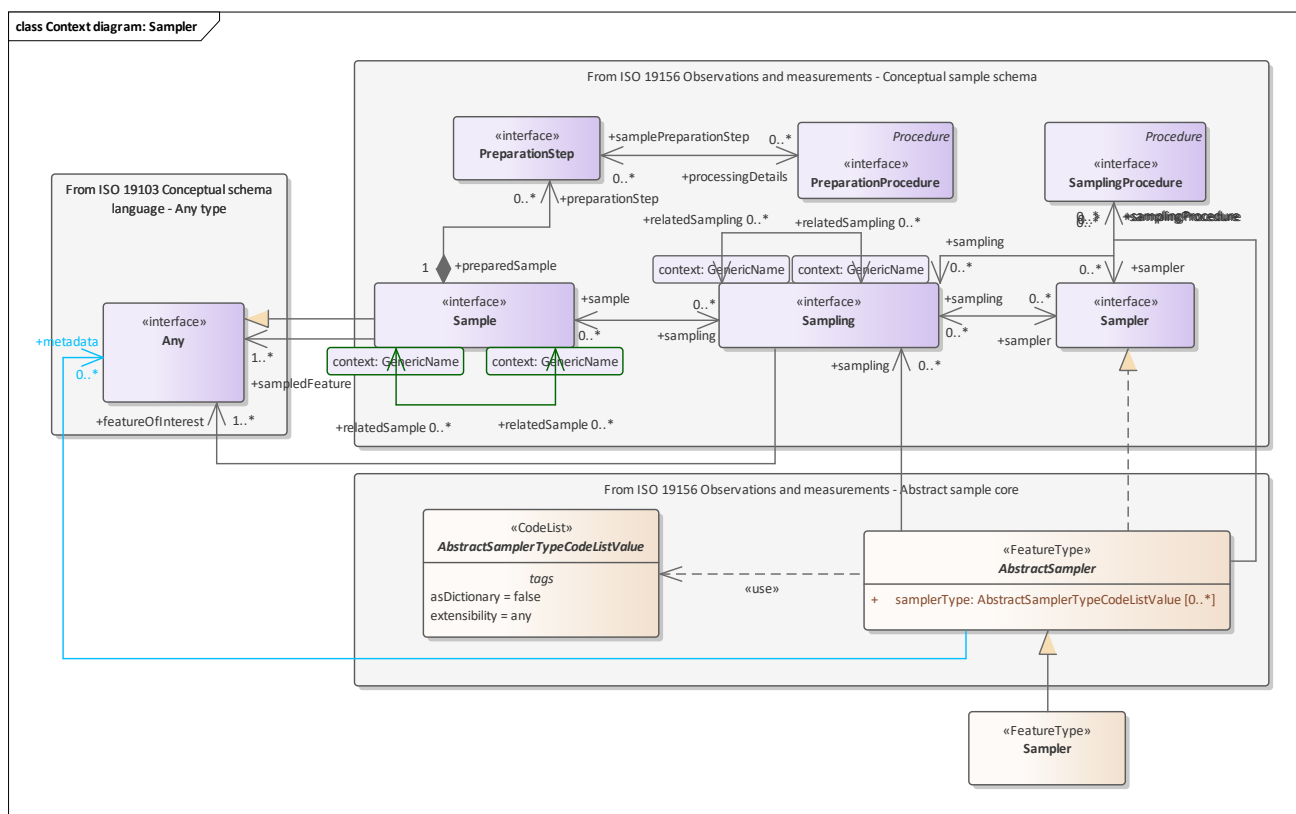 class Context diagram: Sampler
From ISO 19156 Observations and measurements - Conceptual sample schema
«interface»
PreparationStep
+samplePreparationStep
0..*
0..*
+processingDetails
Procedure
«interface»
PreparationProcedure
Procedure
«interface»
SamplingProcedure
From ISO 19103 Conceptual schema
language - Any type
0..*
+preparationStep
+relatedSampling 0..*
+relatedSampling 0..*
0..*
+samplingProcedure
0..*
+sampling
0..*
1
+preparedSample
context: GenericName
context: GenericName
0..*
+sampler
«interface»
Any
«interface»
Sample
+sample
0..*
0..*
+sampling
«interface»
Sampling
+sampling
0..*
0..*
+sampler
«interface»
Sampler
+metadata
0..*
1..*
+sampledFeature
context: GenericName
context: GenericName
+sampling
0..*
+featureOfInterest
1..*
+relatedSample 0..*
+relatedSample 0..*
From ISO 19156 Observations and measurements - Abstract sample core
«CodeList»
AbstractSamplerTypeCodeListValue
tags
asDictionary = false
extensibility = any
«use»
«FeatureType»
AbstractSampler
+ samplerType: AbstractSamplerTypeCodeListValue [0..*]
«FeatureType»
Sampler